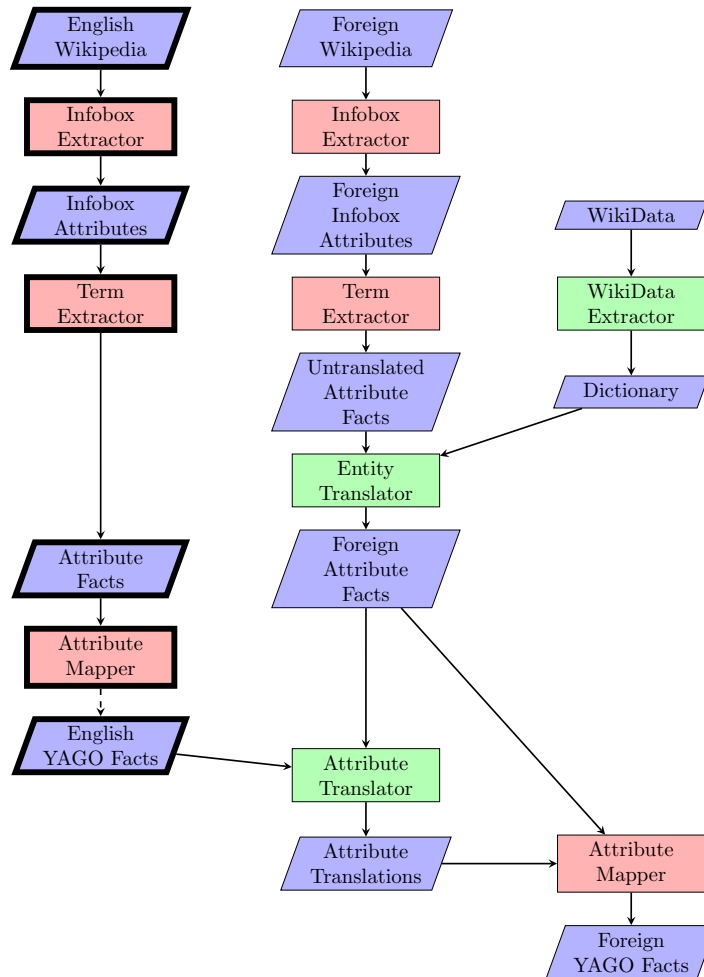 English
Wikipedia
Infobox
Extractor
Infobox
Attributes
Term
Extractor
Attribute
Facts
Attribute
Mapper
English
YAGO Facts
Foreign
Wikipedia
Infobox
Extractor
Foreign
Infobox
Attributes
Term
Extractor
Untranslated
Attribute
Facts
Entity
Translator
Foreign
Attribute
Facts
Attribute
Translator
Attribute
Translations
WikiData
WikiData
Extractor
Dictionary
Attribute
Mapper
Foreign
YAGO Facts